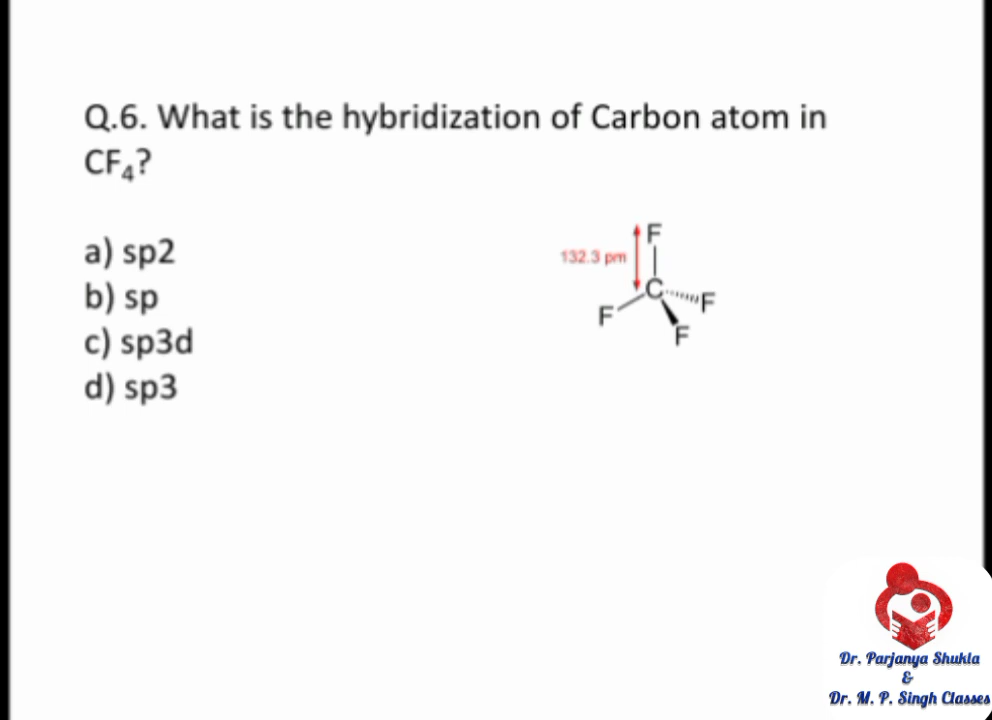 Q.6. What is the hybridization of Carbon atom in
CF₄?
a) sp2
b) sp
c) sp3d
d) sp3
F
132.3 pm
C
F
F
F
Dr. Parjanya Shukla
&
Dr. M. P. Singh Classes